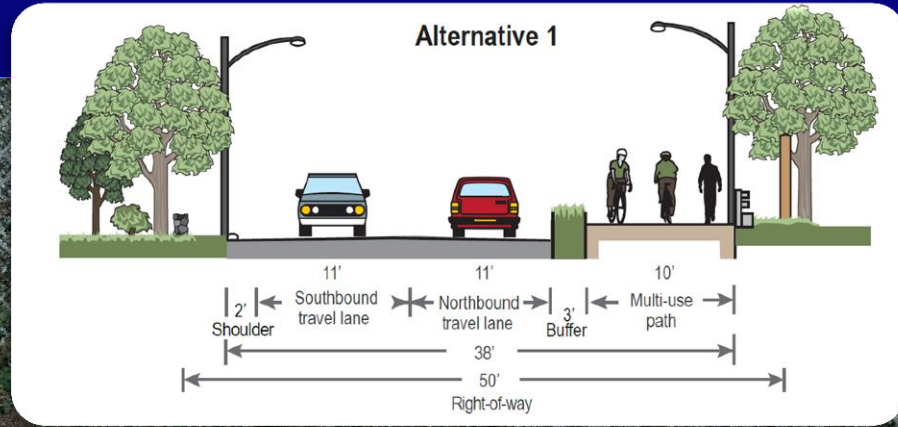 Alternative 1
11'
11'
10'
2'
Shoulder
Southbound
travel lane
Northbound
travel lane
3'
Buffer
Multi-use
path
38'
50'
Right-of-way